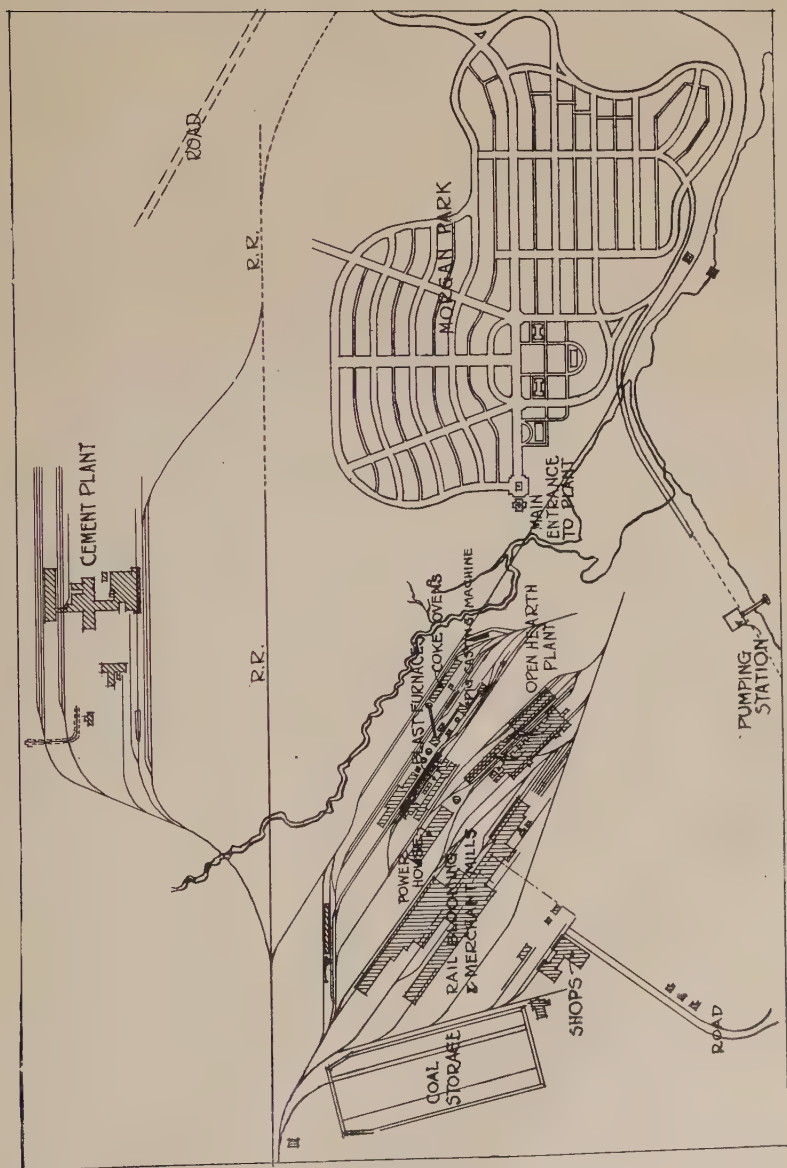 ROAD
R.R.
MORGAN PARK
CEMENT PLANT
R.R.
MAIN
ENTRANCE
TO PLANT
BLAST FURNACES
COKE OVENS
PIG CASTING MACHINE
OPEN HEARTH
PLANT
PUMPING
STATION
POWER
HOUSE
RAIL BLOOMING
& MERCHANT MILLS
COAL
STORAGE
SHOPS
ROAD